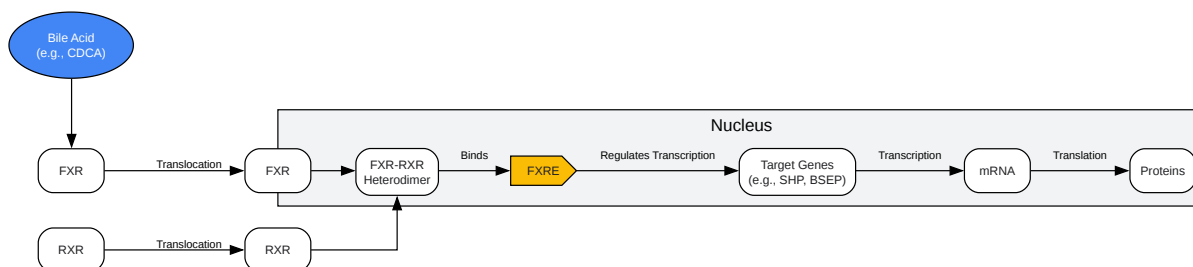 Bile Acid
(e.g., CDCA)
Nucleus
FXR
Translocation
FXR
FXR-RXR
Heterodimer
Binds
FXRE
Regulates Transcription
Target Genes
(e.g., SHP, BSEP)
Transcription
mRNA
Translation
Proteins
RXR
Translocation
RXR